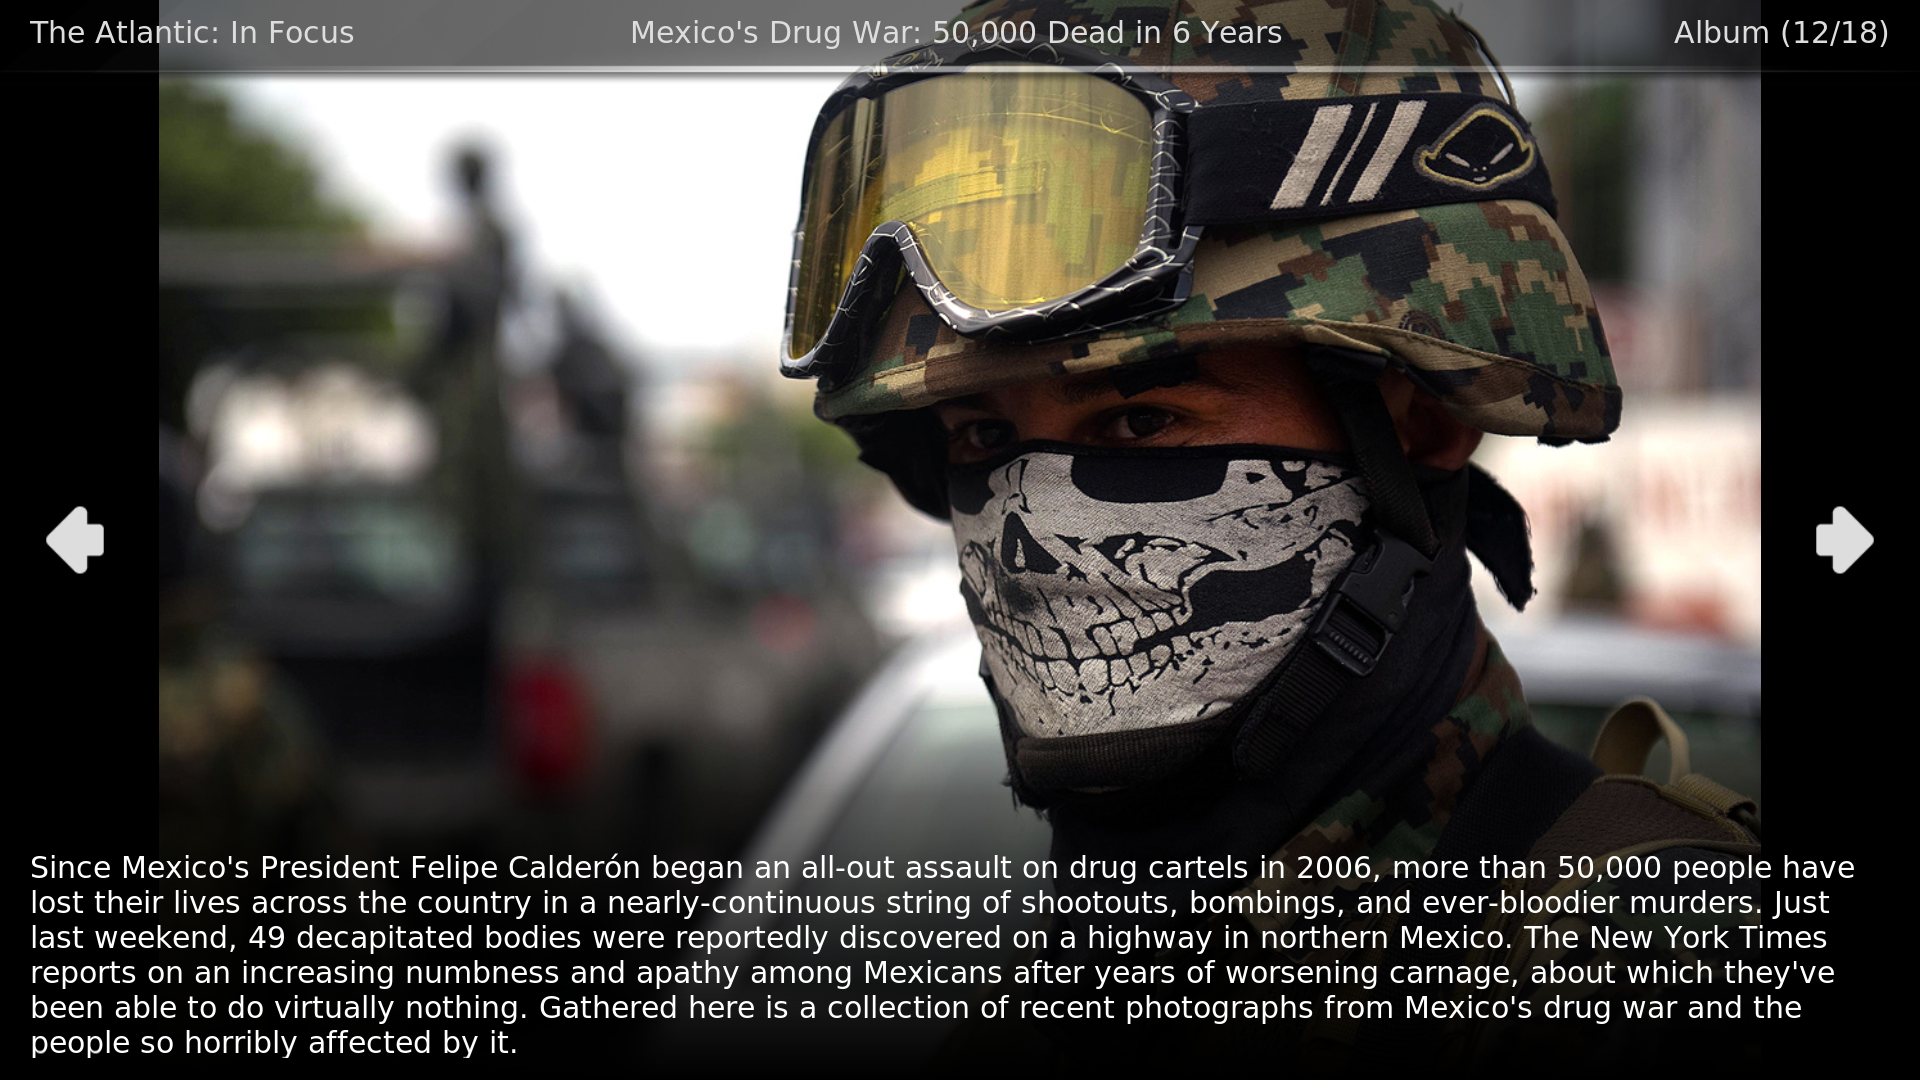 The Atlantic: In Focus
Mexico's Drug War: 50,000 Dead in 6 Years
Album (12/18)
Since Mexico's President Felipe Calderón began an all-out assault on drug cartels in 2006, more than 50,000 people have
lost their lives across the country in a nearly-continuous string of shootouts, bombings, and ever-bloodier murders. Just
last weekend, 49 decapitated bodies were reportedly discovered on a highway in northern Mexico. The New York Times
reports on an increasing numbness and apathy among Mexicans after years of worsening carnage, about which they've
been able to do virtually nothing. Gathered here is a collection of recent photographs from Mexico's drug war and the
people so horribly affected by it.